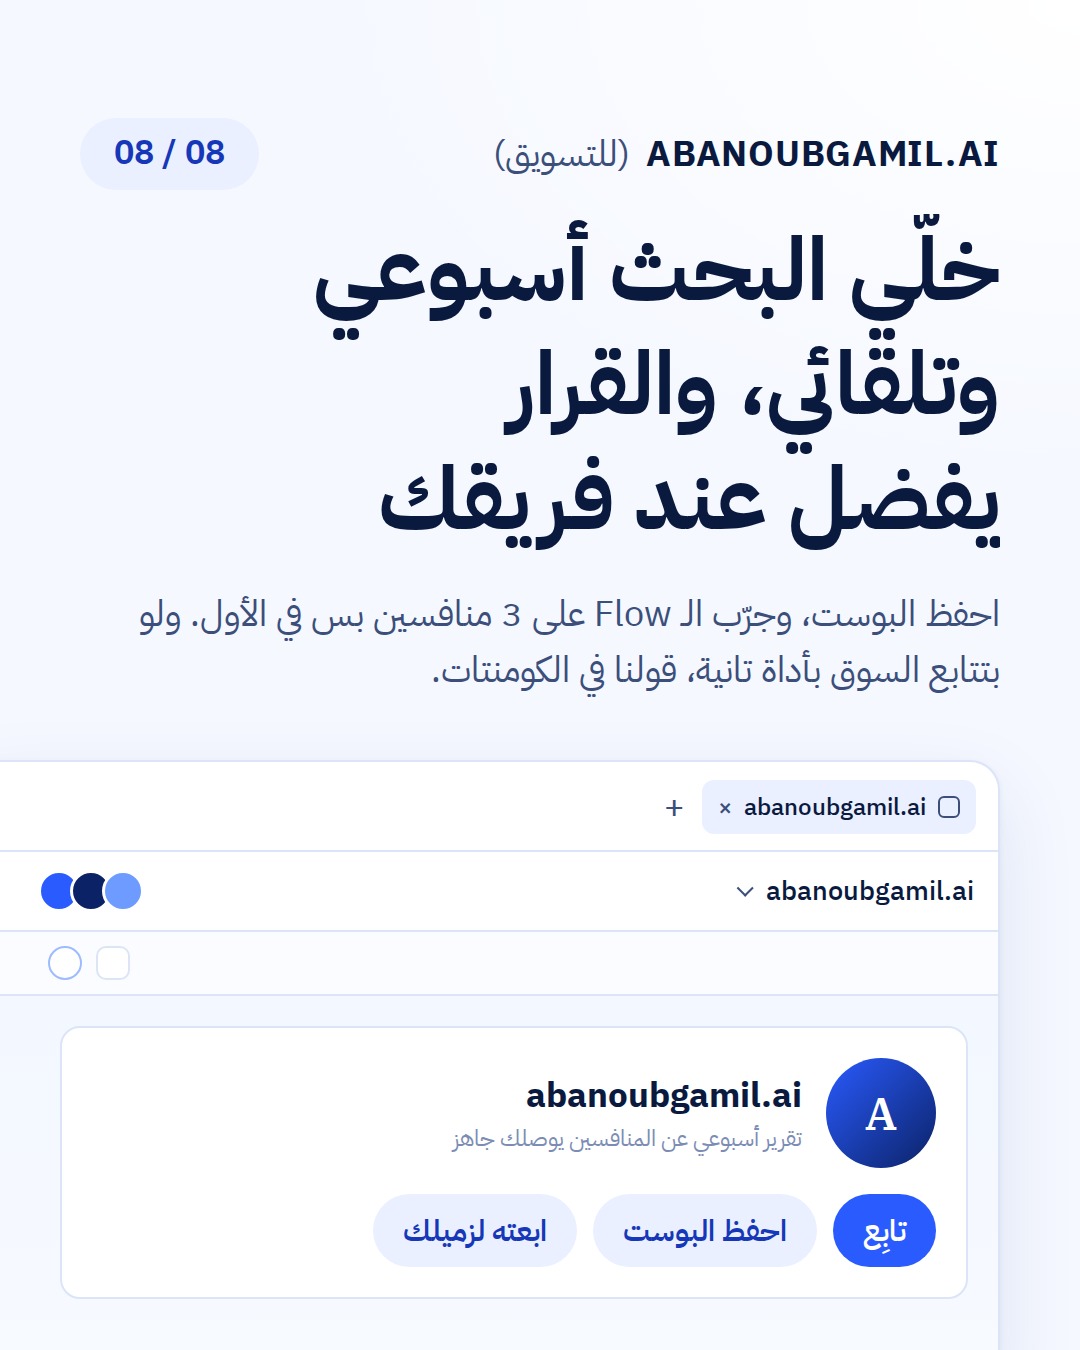 ABANOUBGAMIL.AI (للتسويق)
08 / 08
خلّي البحث أسبوعي
وتلقائي، والقرار
يفضل عند فريقك
احفظ البوست، وجرّب الـ Flow على 3 منافسين بس في الأول. ولو
بتتابع السوق بأداة تانية، قولنا في الكومنتات.
abanoubgamil.ai × +
abanoubgamil.ai
A
abanoubgamil.ai
تقرير أسبوعي عن المنافسين يوصلك جاهز
تابِع
احفظ البوست
ابعته لزميلك